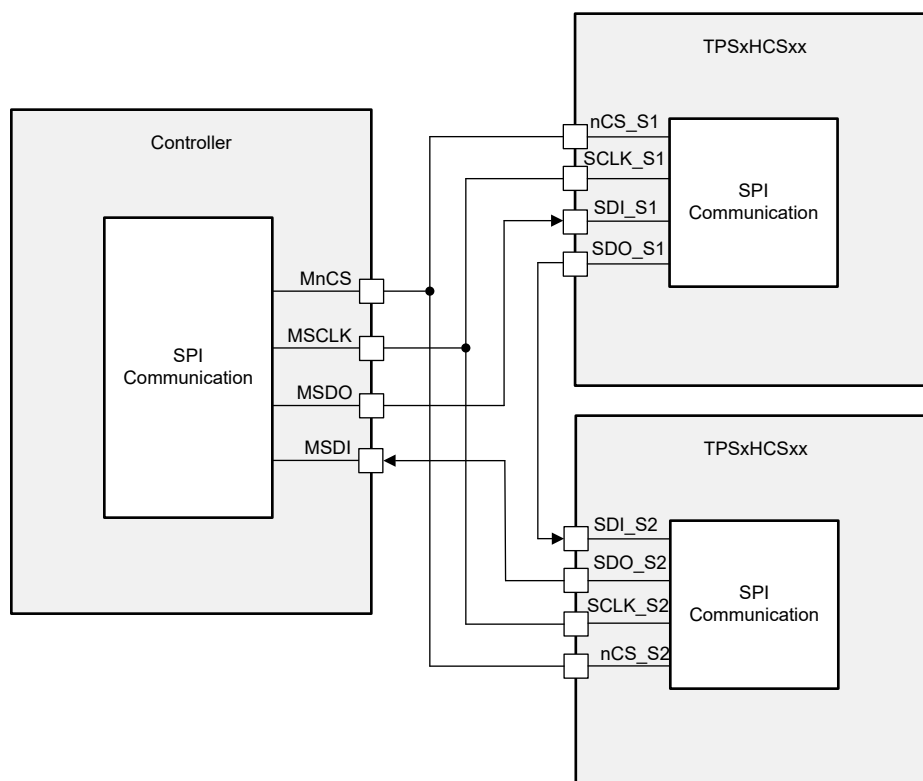 Controller
SPI
Communication
MnCS
MSCLK
MSDO
MSDI
TPSxHCSxx
nCS_S1
SCLK_S1
SDI_S1
SDO_S1
SPI
Communication
TPSxHCSxx
SDI_S2
SDO_S2
SCLK_S2
nCS_S2
SPI
Communication